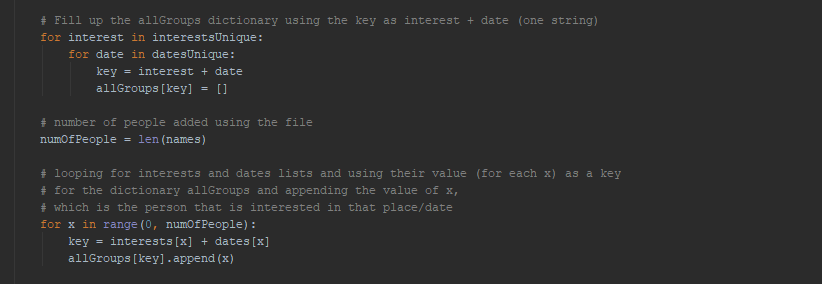 # Fill up the allGroups dictionary using the key as interest + date (one string)
for interest in interestsUnique:
for date in datesUnique:
key = interest + date
allGroups[key] = []
# number of people added using the file
numOfPeople = len(names)
# looping for interests and dates lists and using their value (for each x) as a key
# for the dictionary allGroups and appending the value of x,
# which is the person that is interested in that place/date
for x in range(0, numOfPeople):
key = interests[x] + dates[x]
allGroups[key].append(x)